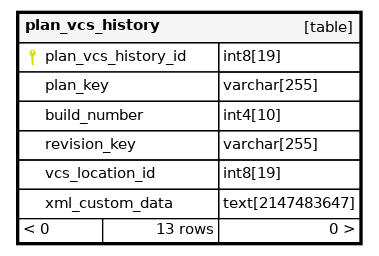 plan_vcs_history [table]
plan_vcs_history_id int8[19]
plan_key varchar[255]
build_number int4[10]
revision_key varchar[255]
vcs_location_id int8[19]
xml_custom_data text[2147483647]
< 0 13 rows 0 >